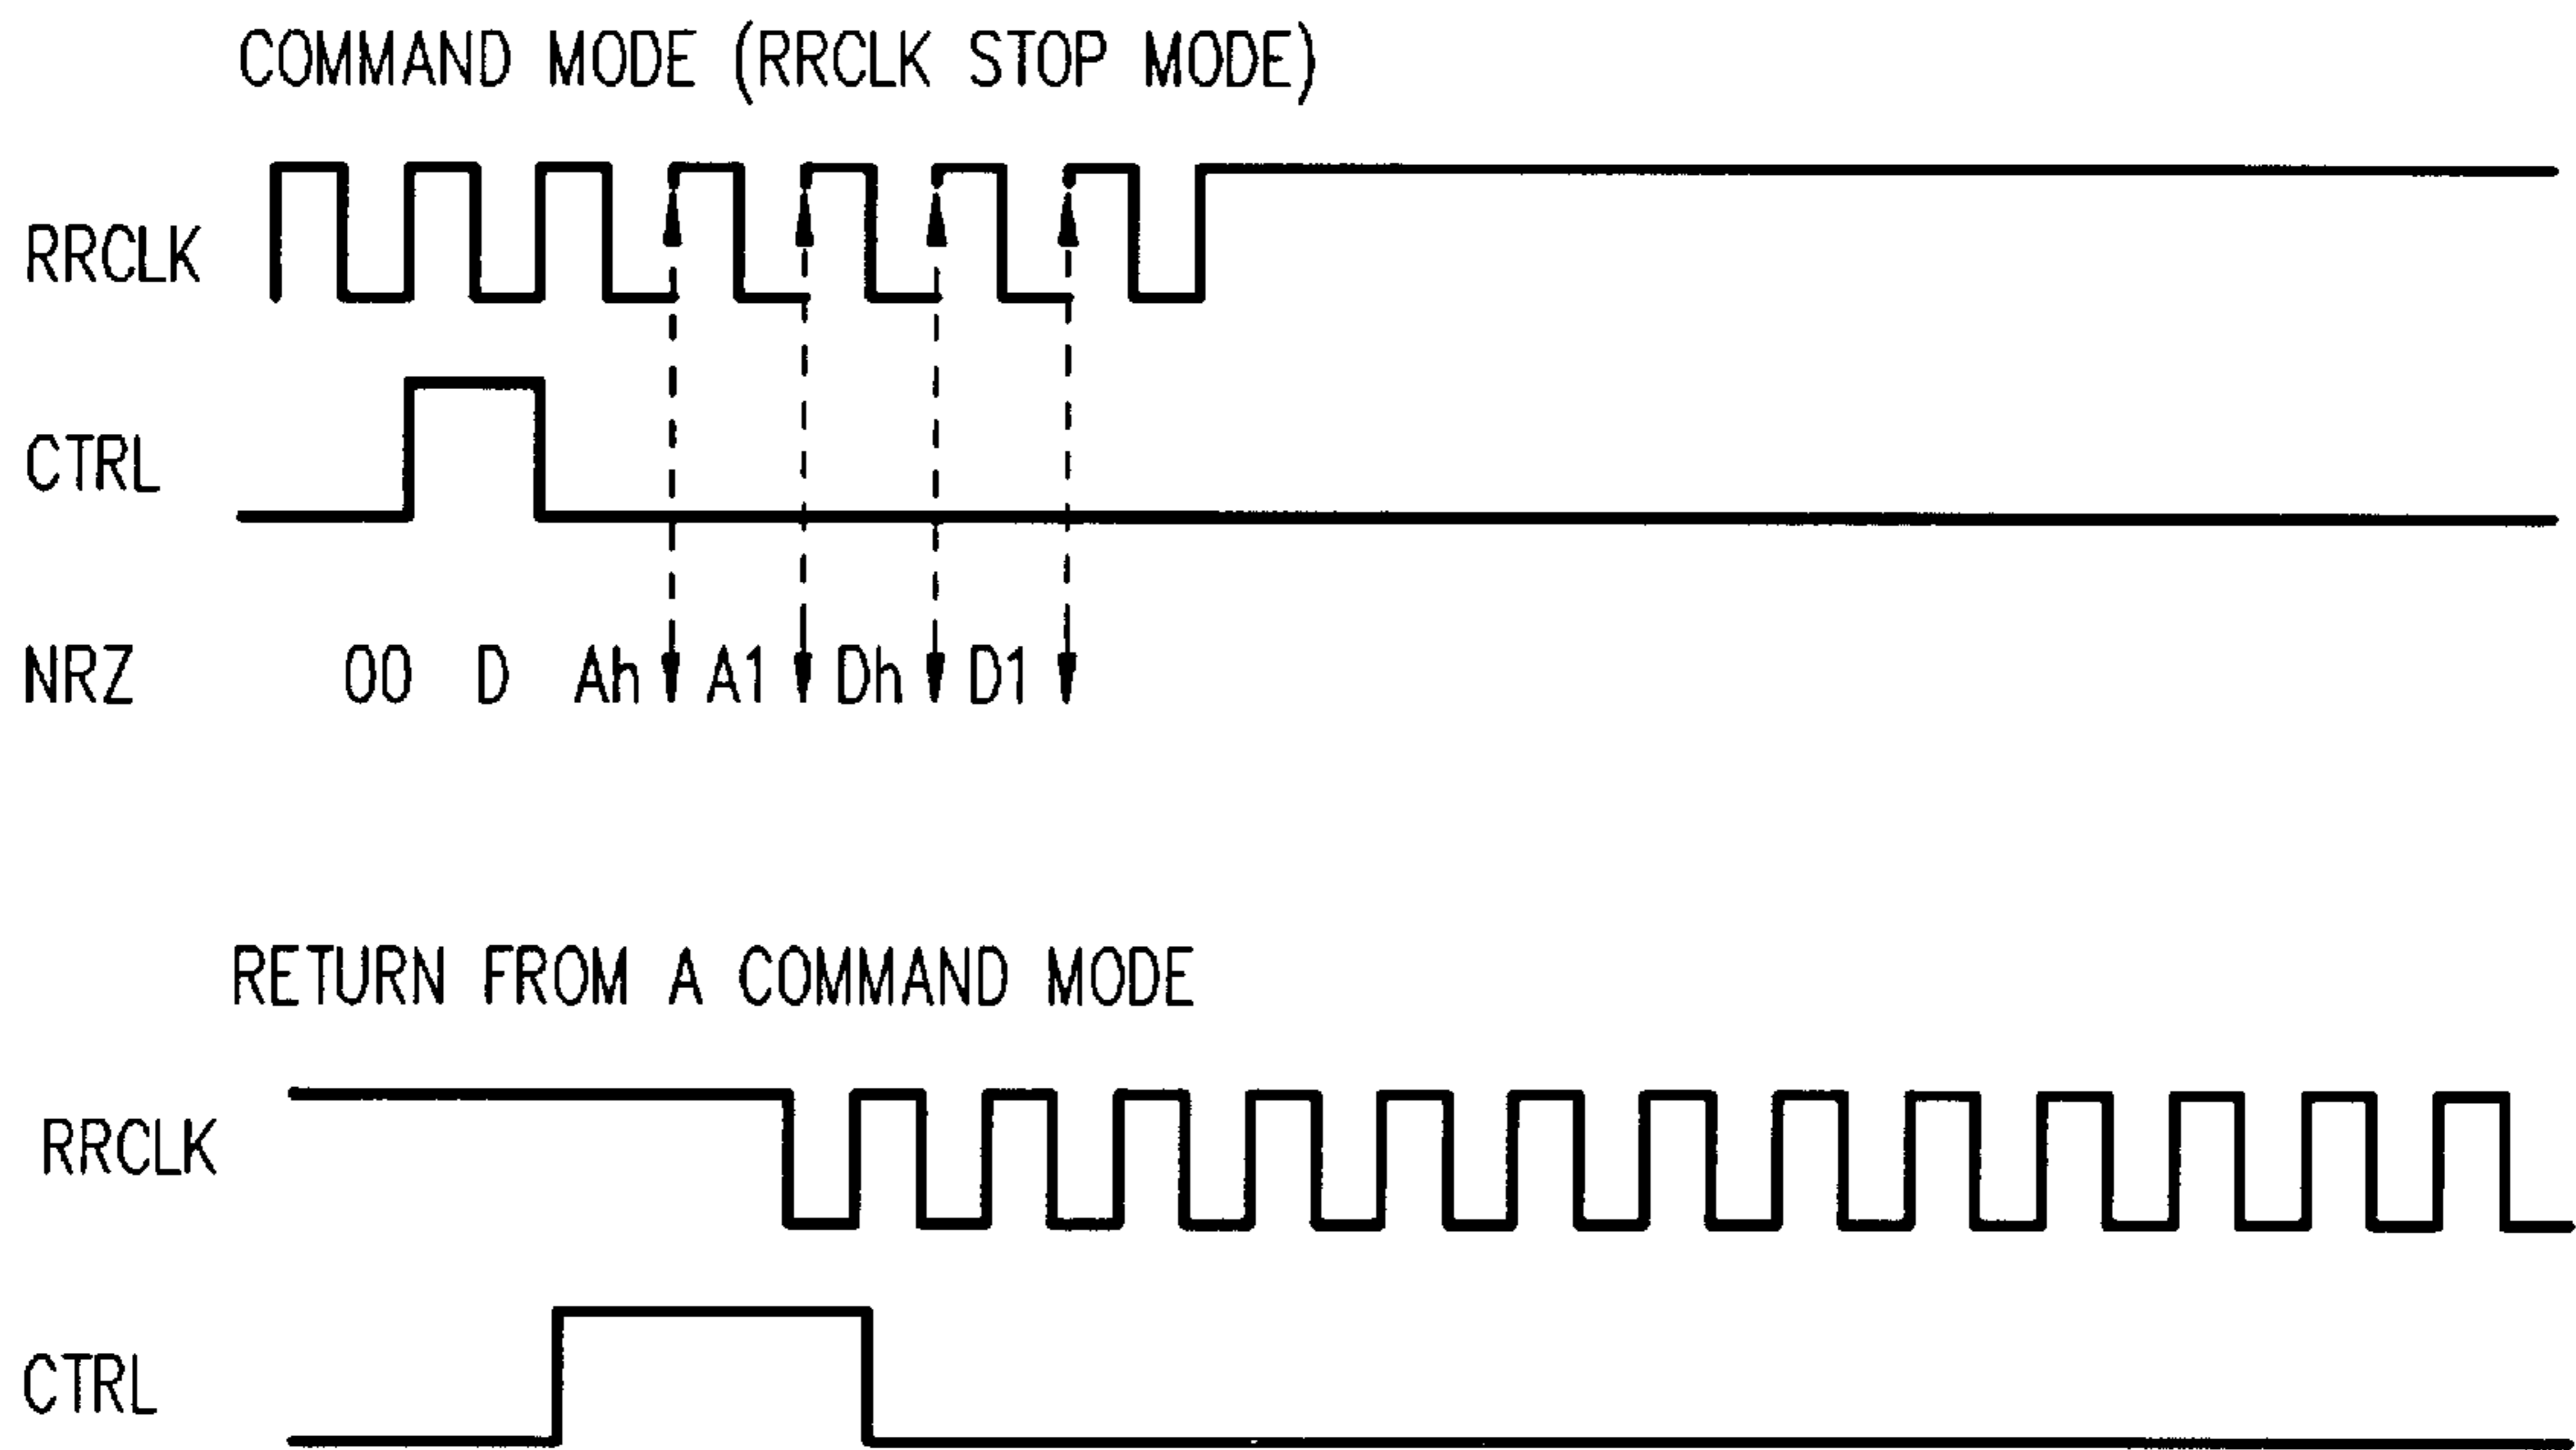 COMMAND MODE (RRCLK STOP MODE)
RRCLK
CTRL
NRZ 00 D Ah A1 Dh D1
RETURN FROM A COMMAND MODE
RRCLK
CTRL